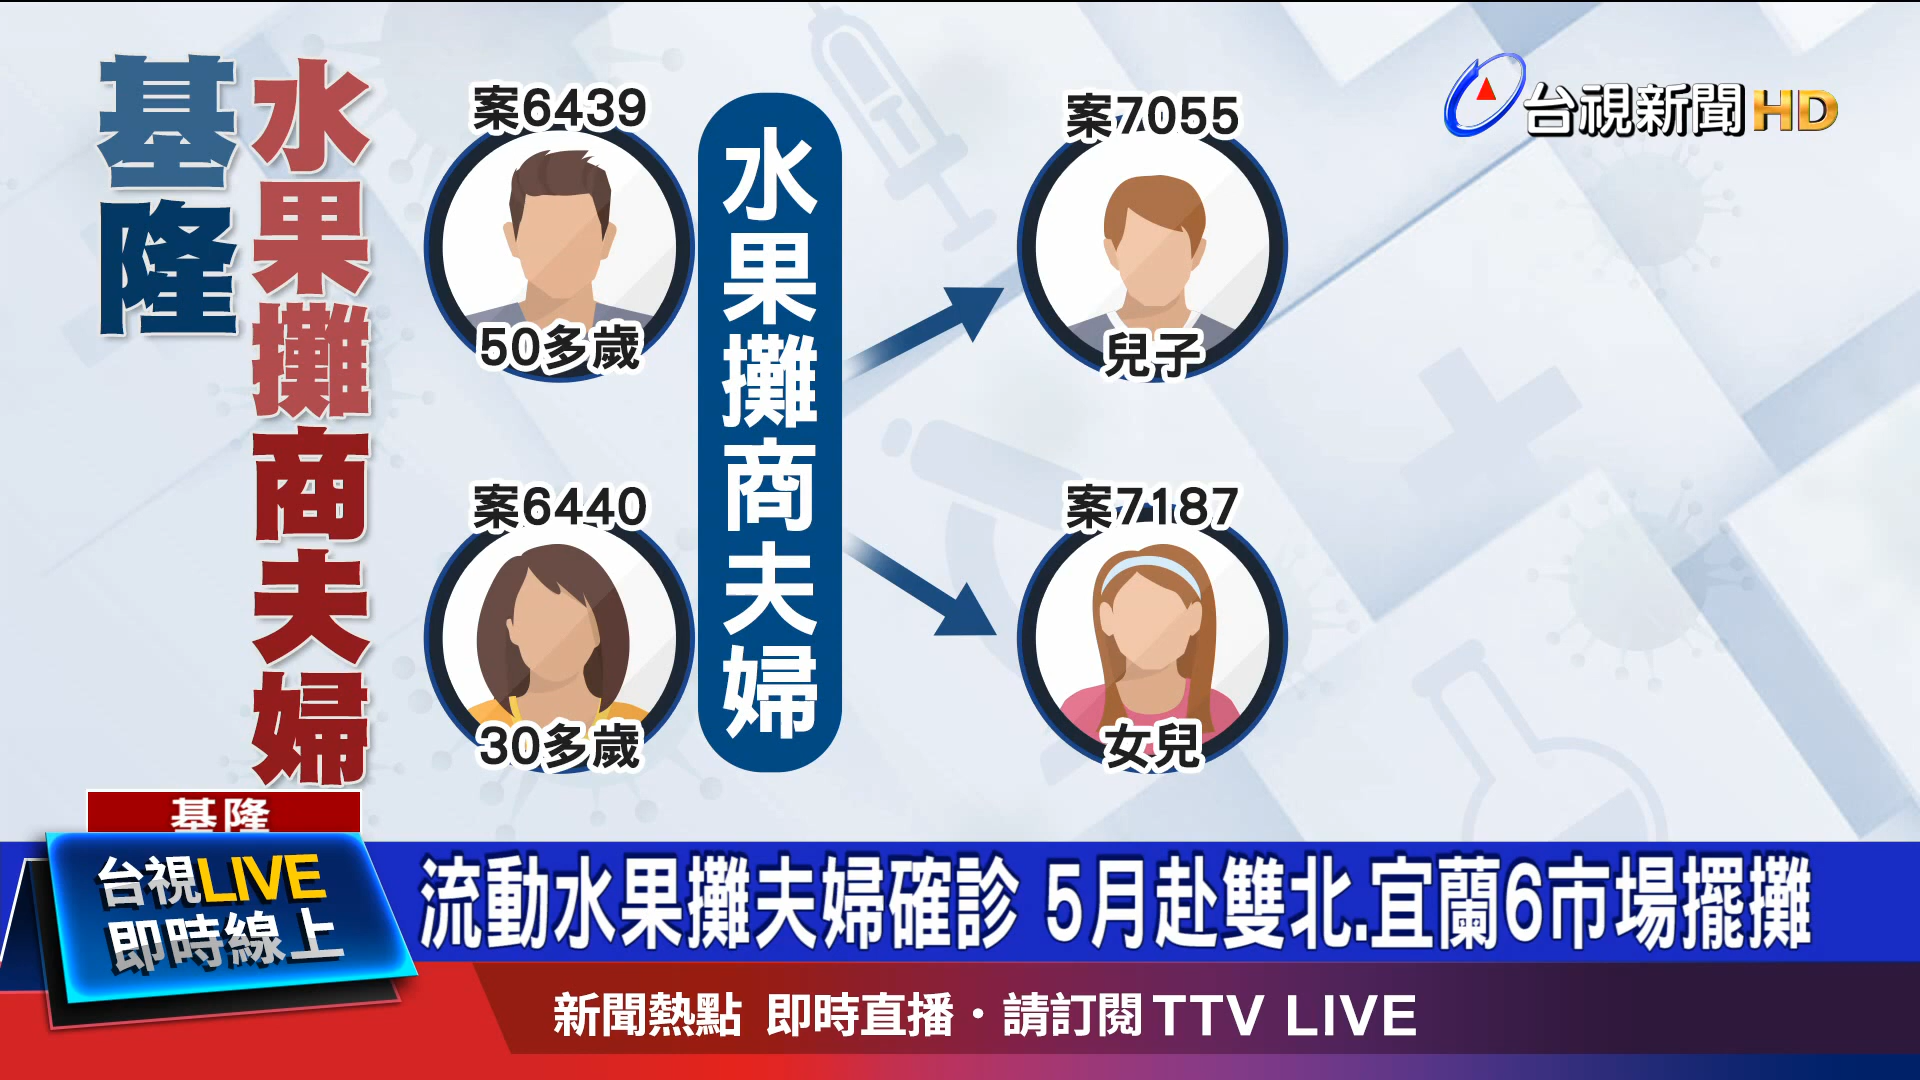 基隆
水果攤商夫婦
案6439
50多歲
案6440
30多歲
水果攤商夫婦
案7055
兒子
案7187
女兒
台視新聞HD
基隆
台視LIVE
即時線上
流動水果攤夫婦確診 5月赴雙北.宜蘭6市場擺攤
新聞熱點 即時直播·請訂閱TTV LIVE